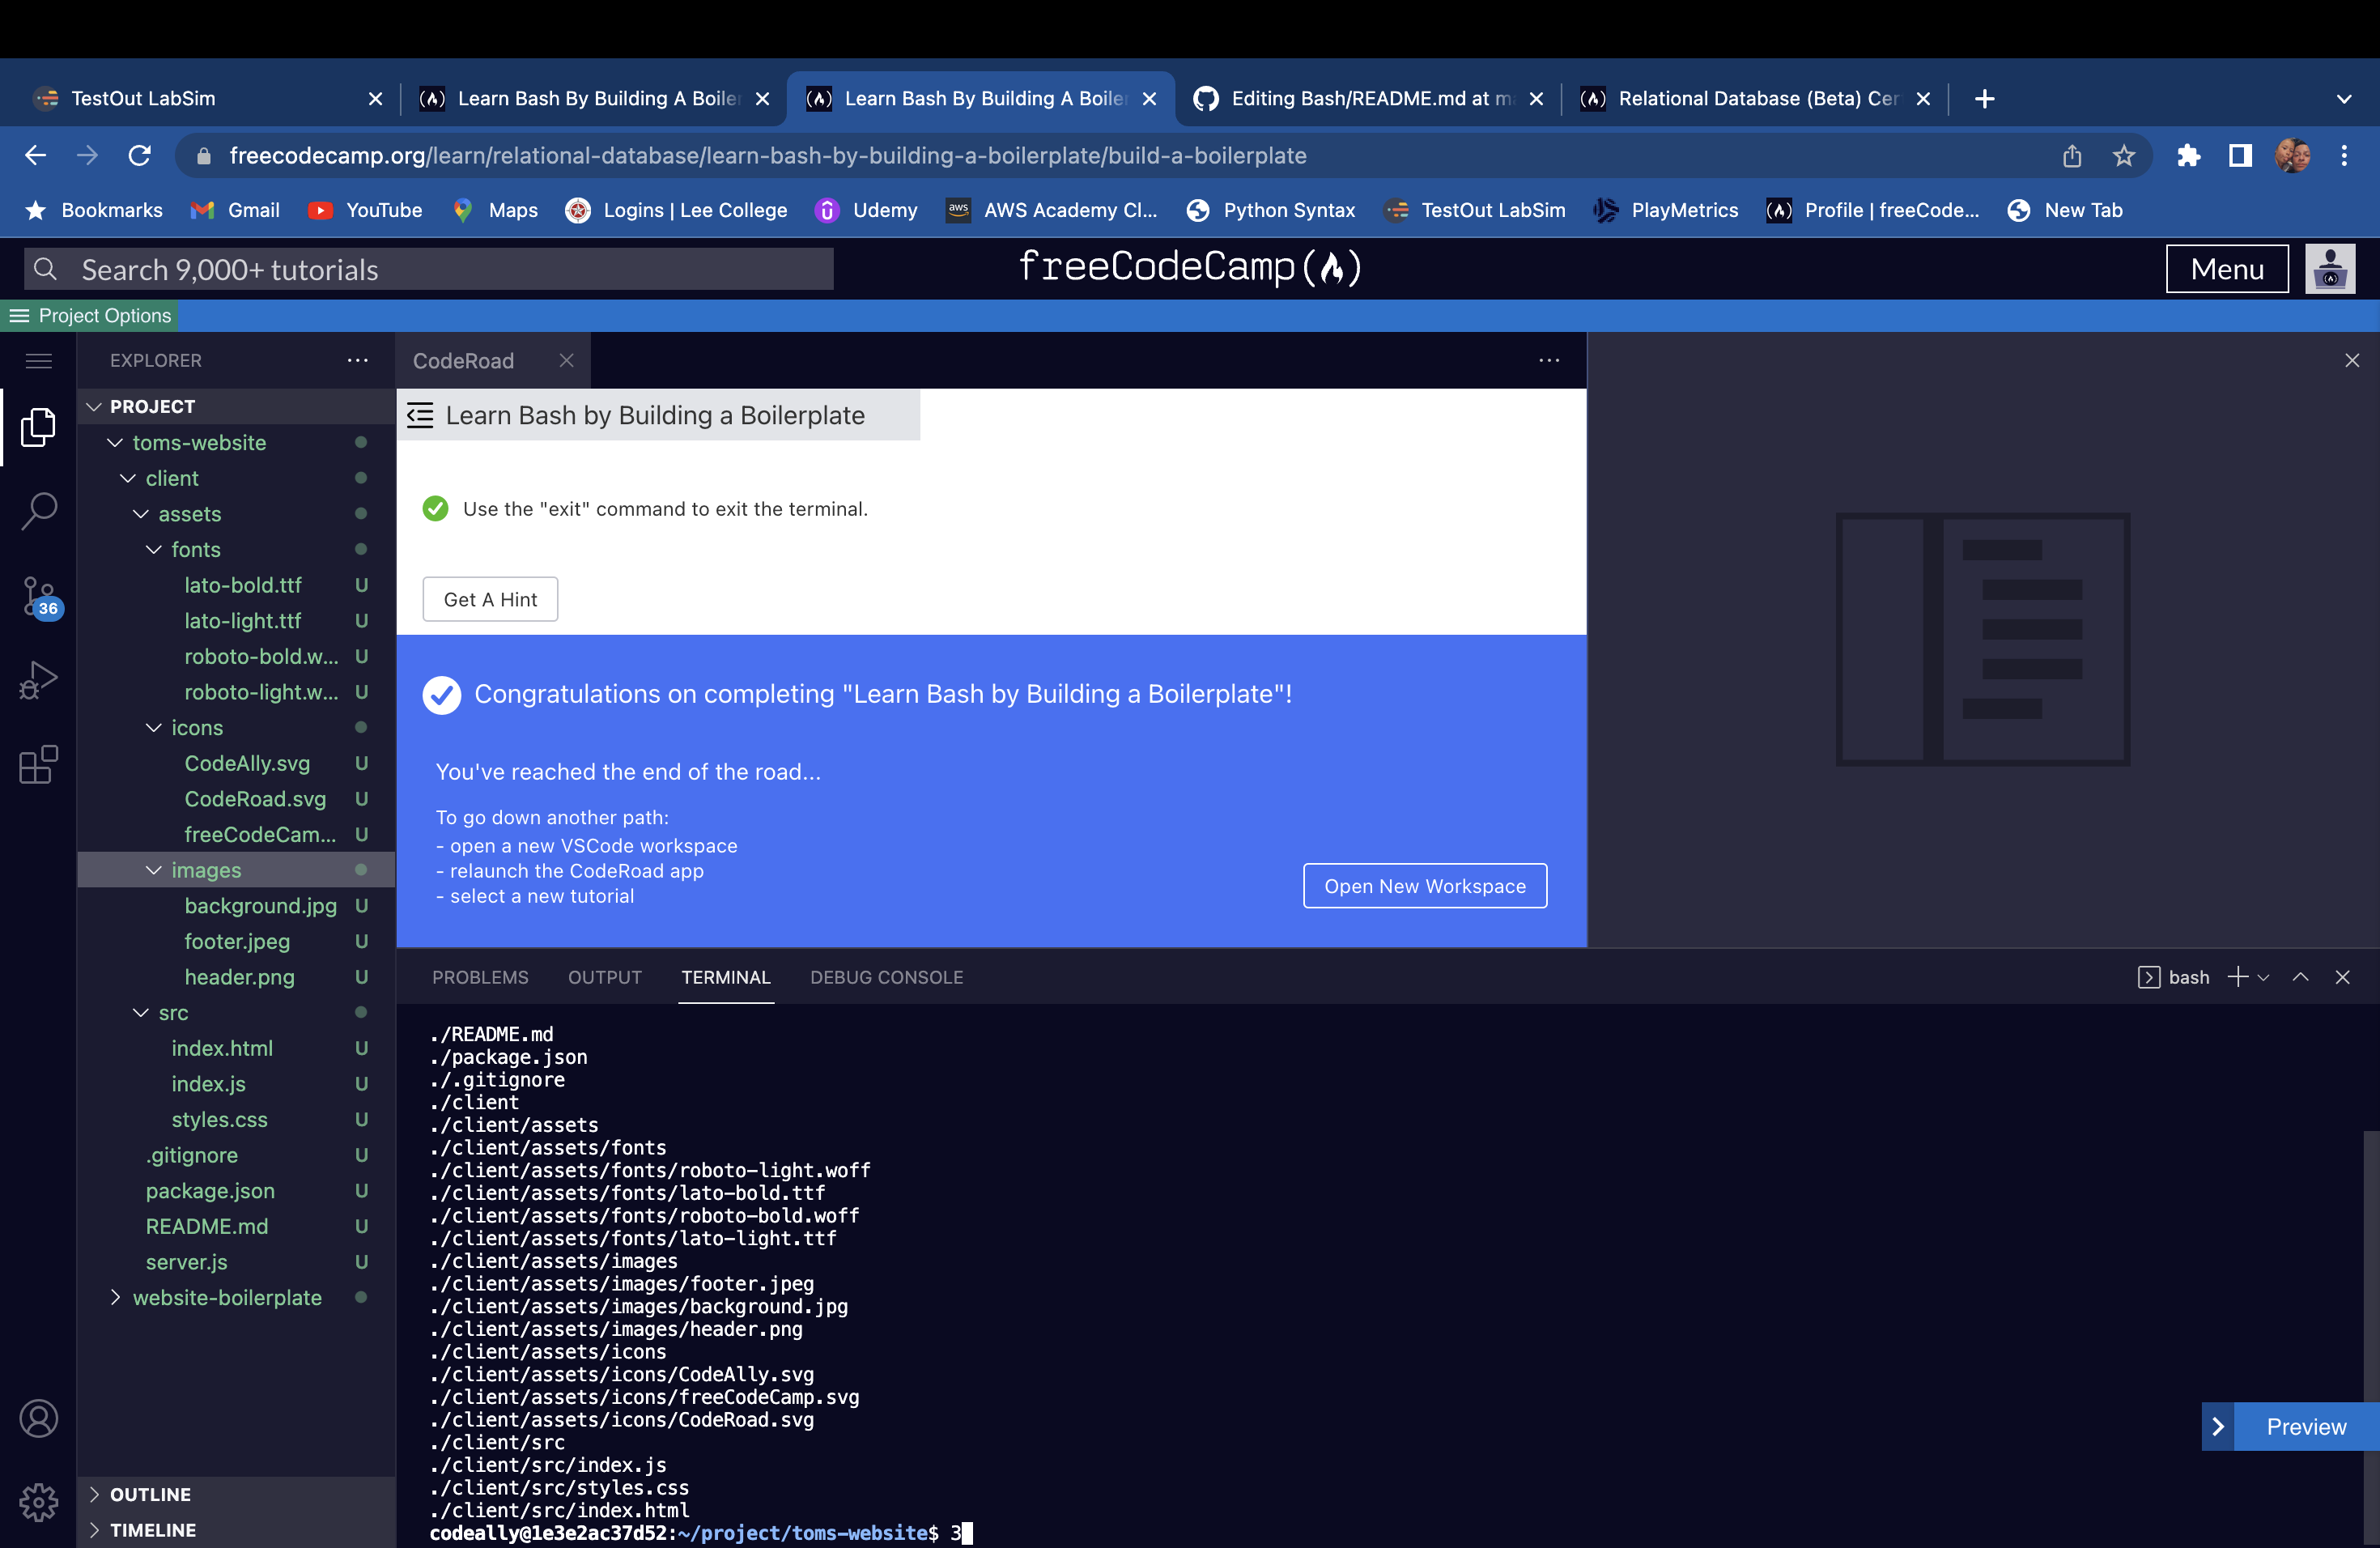 TestOut LabSim
Learn Bash By Building A Boiler
Learn Bash By Building A Boile
Editing Bash/README.md at m
Relational Database (Beta) Cer
freecodecamp.org/learn/relational-database/learn-bash-by-building-a-boilerplate/build-a-boilerplate
Bookmarks
Gmail
YouTube
Maps
Logins | Lee College
Udemy
aws
AWS Academy Cl...
Python Syntax
TestOut LabSim
PlayMetrics
Profile | freeCode...
New Tab
Search 9,000+ tutorials
freeCodeCamp
Menu
Project Options
EXPLORER
PROJECT
toms-website
client
assets
fonts
lato-bold.ttf U
lato-light.ttf U
roboto-bold.w... U
roboto-light.w... U
icons
CodeAlly.svg U
CodeRoad.svg U
freeCodeCam... U
images
background.jpg U
footer.jpeg U
header.png U
src
index.html U
index.js U
styles.css U
.gitignore U
package.json U
README.md U
server.js U
website-boilerplate
OUTLINE
TIMELINE
36
CodeRoad
Learn Bash by Building a Boilerplate
Use the "exit" command to exit the terminal.
Get A Hint
Congratulations on completing "Learn Bash by Building a Boilerplate"!
You've reached the end of the road...
To go down another path:
- open a new VSCode workspace
- relaunch the CodeRoad app
- select a new tutorial
Open New Workspace
PROBLEMS
OUTPUT
TERMINAL
DEBUG CONSOLE
bash
./README.md
./package.json
./.gitignore
./client
./client/assets
./client/assets/fonts
./client/assets/fonts/roboto-light.woff
./client/assets/fonts/lato-bold.ttf
./client/assets/fonts/roboto-bold.woff
./client/assets/fonts/lato-light.ttf
./client/assets/images
./client/assets/images/footer.jpeg
./client/assets/images/background.jpg
./client/assets/images/header.png
./client/assets/icons
./client/assets/icons/CodeAlly.svg
./client/assets/icons/freeCodeCamp.svg
./client/assets/icons/CodeRoad.svg
./client/src
./client/src/index.js
./client/src/styles.css
./client/src/index.html
codeally@1e3e2ac37d52:~/project/toms-website$ 3
Preview